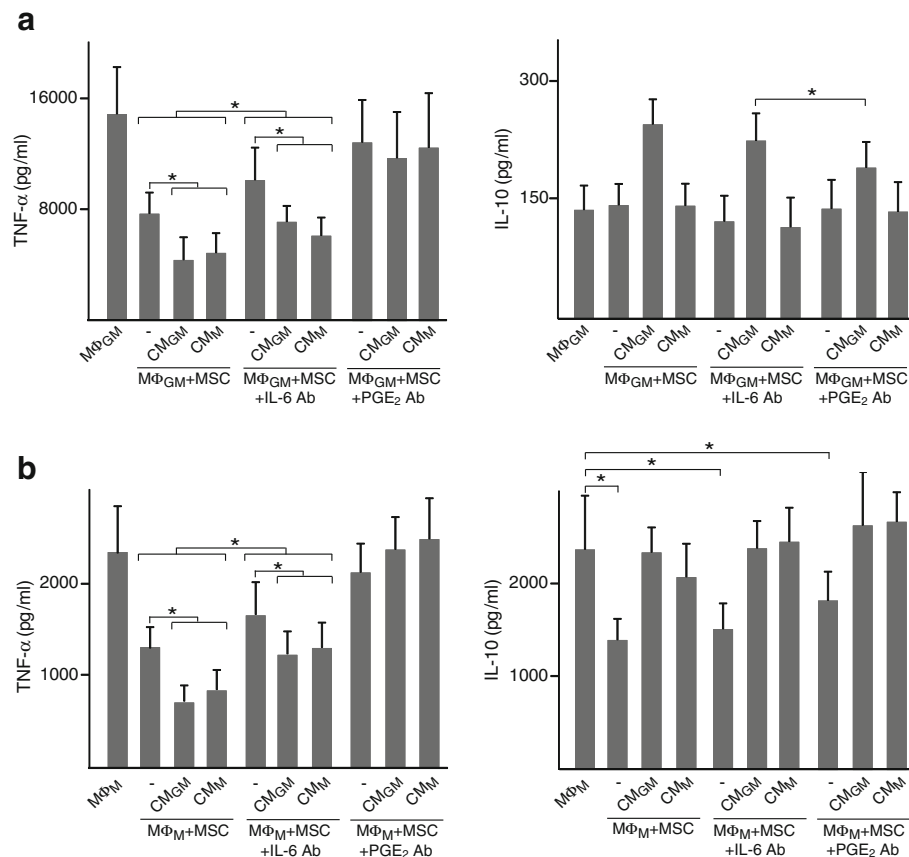 a
TNF-α (pg/ml)
16000
8000
*
*
*
MΦGM
-
CMGM
CMM
-
CMGM
CMM
-
CMGM
CMM
MΦGM+MSC
MΦGM+MSC
+IL-6 Ab
MΦGM+MSC
+PGE2 Ab
IL-10 (pg/ml)
300
150
*
MΦGM
-
CMGM
CMM
-
CMGM
CMM
-
CMGM
CMM
MΦGM+MSC
MΦGM+MSC
+IL-6 Ab
MΦGM+MSC
+PGE2 Ab
b
TNF-α (pg/ml)
2000
1000
*
*
*
MΦM
-
CMGM
CMM
-
CMGM
CMM
-
CMGM
CMM
MΦM+MSC
MΦM+MSC
+IL-6 Ab
MΦM+MSC
+PGE2 Ab
IL-10 (pg/ml)
2000
1000
*
*
*
MΦM
-
CMGM
CMM
-
CMGM
CMM
-
CMGM
CMM
MΦM+MSC
MΦM+MSC
+IL-6 Ab
MΦM+MSC
+PGE2 Ab